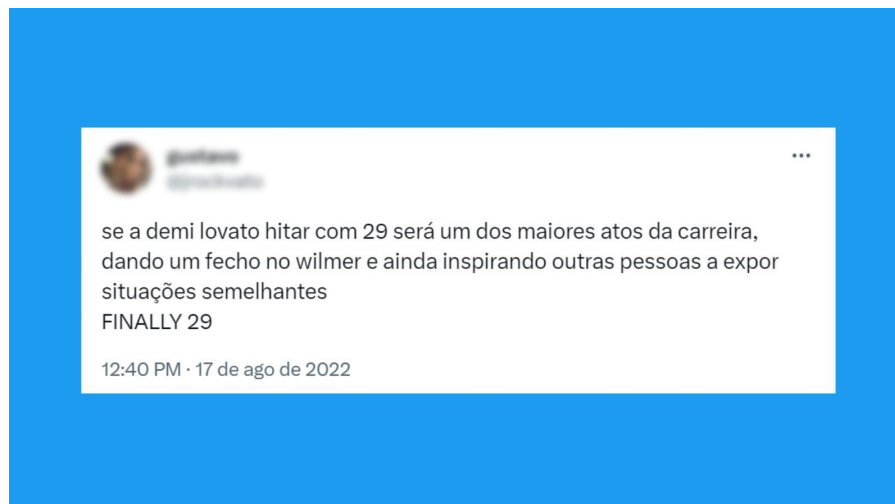 se a demi lovato hitar com 29 será um dos maiores atos da carreira,
dando um fecho no wilmer e ainda inspirando outras pessoas a expor
situações semelhantes
FINALLY 29
12:40 PM · 17 de ago de 2022